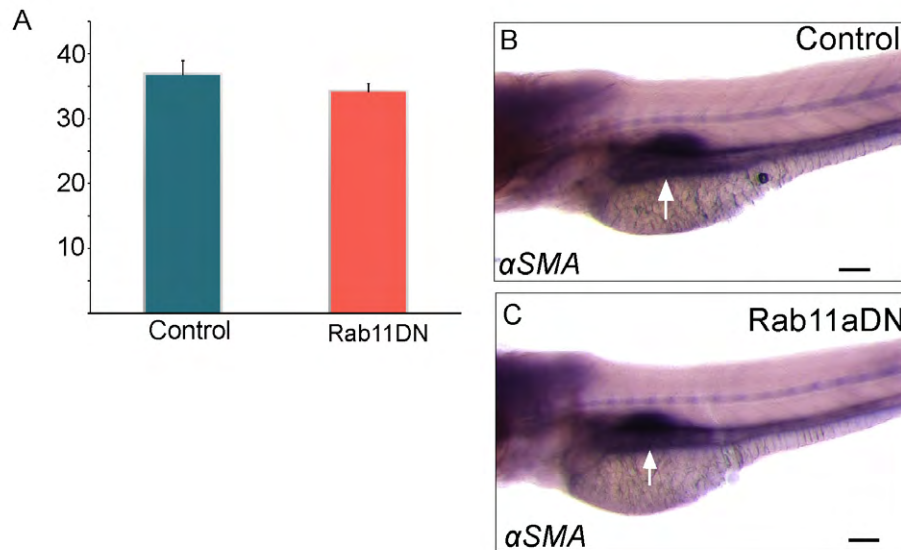 A
40
30
20
10
Control
Rab11DN
B
Control
αSMA
C
Rab11aDN
αSMA